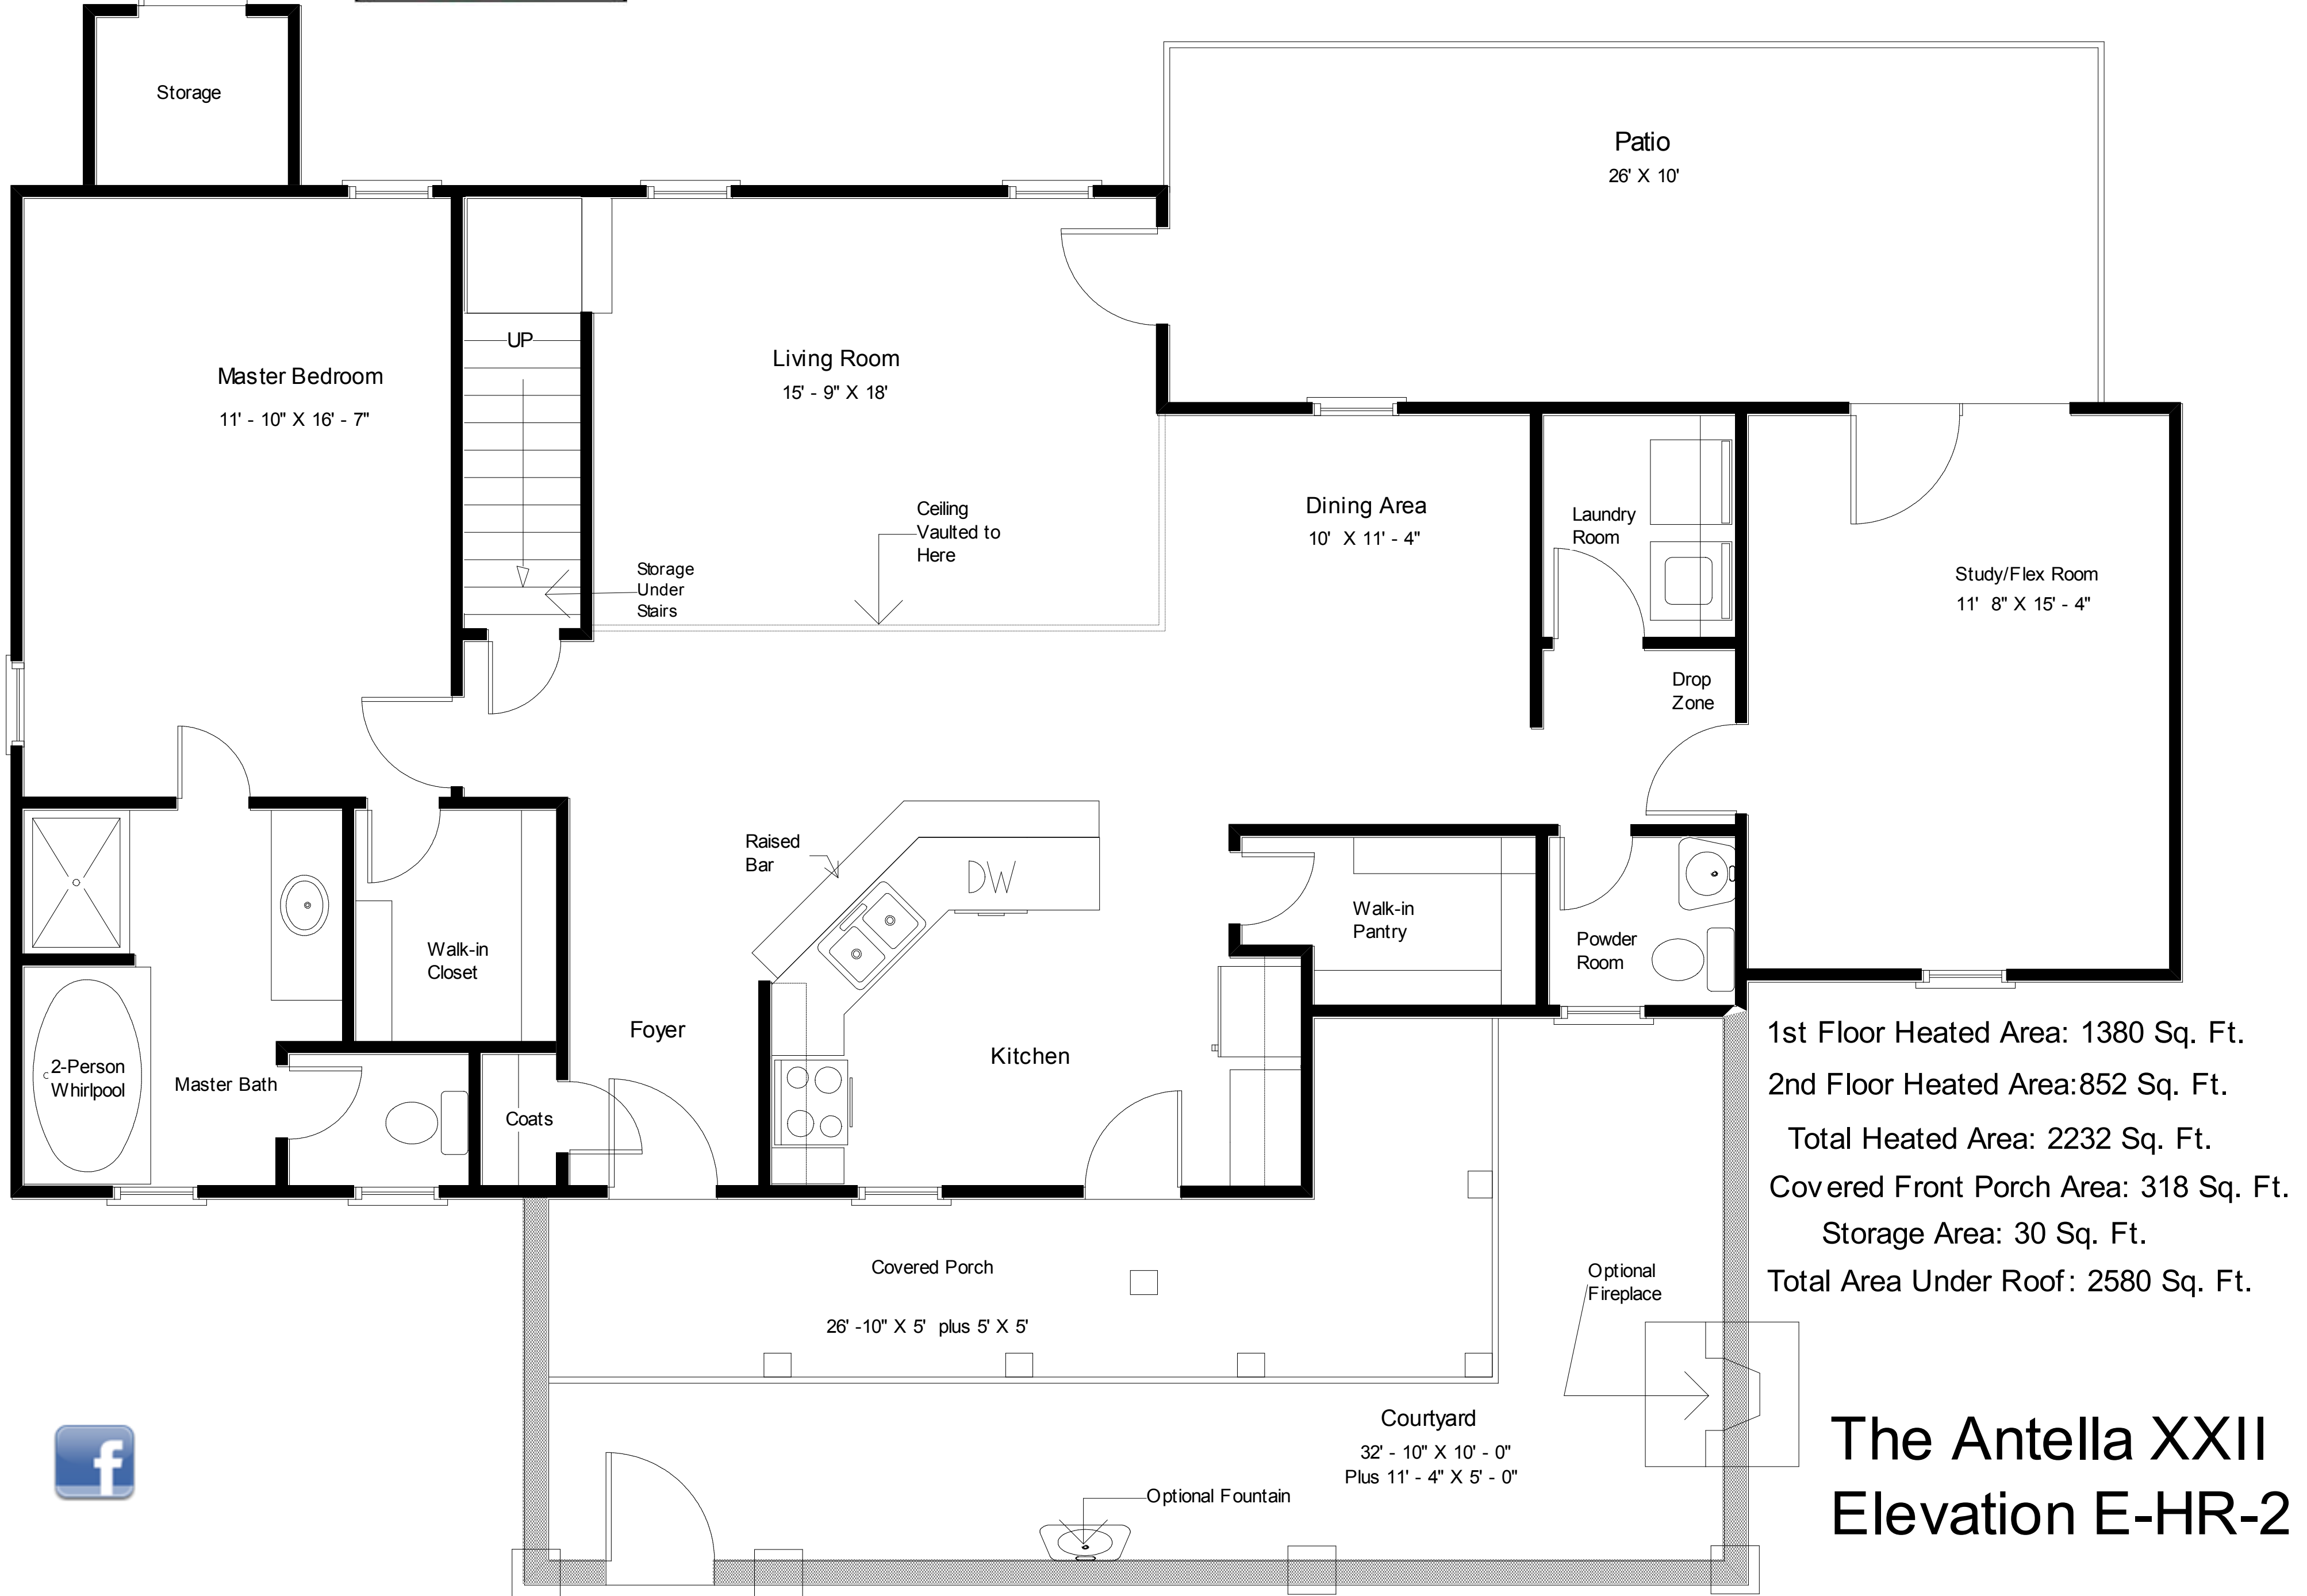 Storage
Patio
26' X 10'
UP
Living Room
15' - 9" X 18'
Master Bedroom
11' - 10" X 16' - 7"
Ceiling
Vaulted to
Here
Dining Area
10' X 11' - 4"
Laundry
Room
Storage
Under
Stairs
Study/Flex Room
11' 8" X 15' - 4"
Drop
Zone
Raised
Bar
DW
Walk-in
Pantry
Powder
Room
Walk-in
Closet
Foyer
Kitchen
2-Person
Whirlpool
Master Bath
Coats
1st Floor Heated Area: 1380 Sq. Ft.
2nd Floor Heated Area:852 Sq. Ft.
Total Heated Area: 2232 Sq. Ft.
Covered Front Porch Area: 318 Sq. Ft.
Storage Area: 30 Sq. Ft.
Total Area Under Roof: 2580 Sq. Ft.
Covered Porch
26' -10" X 5' plus 5' X 5'
Optional
Fireplace
Courtyard
32' - 10" X 10' - 0"
Plus 11' - 4" X 5' - 0"
Optional Fountain
f
The Antella XXII
Elevation E-HR-2